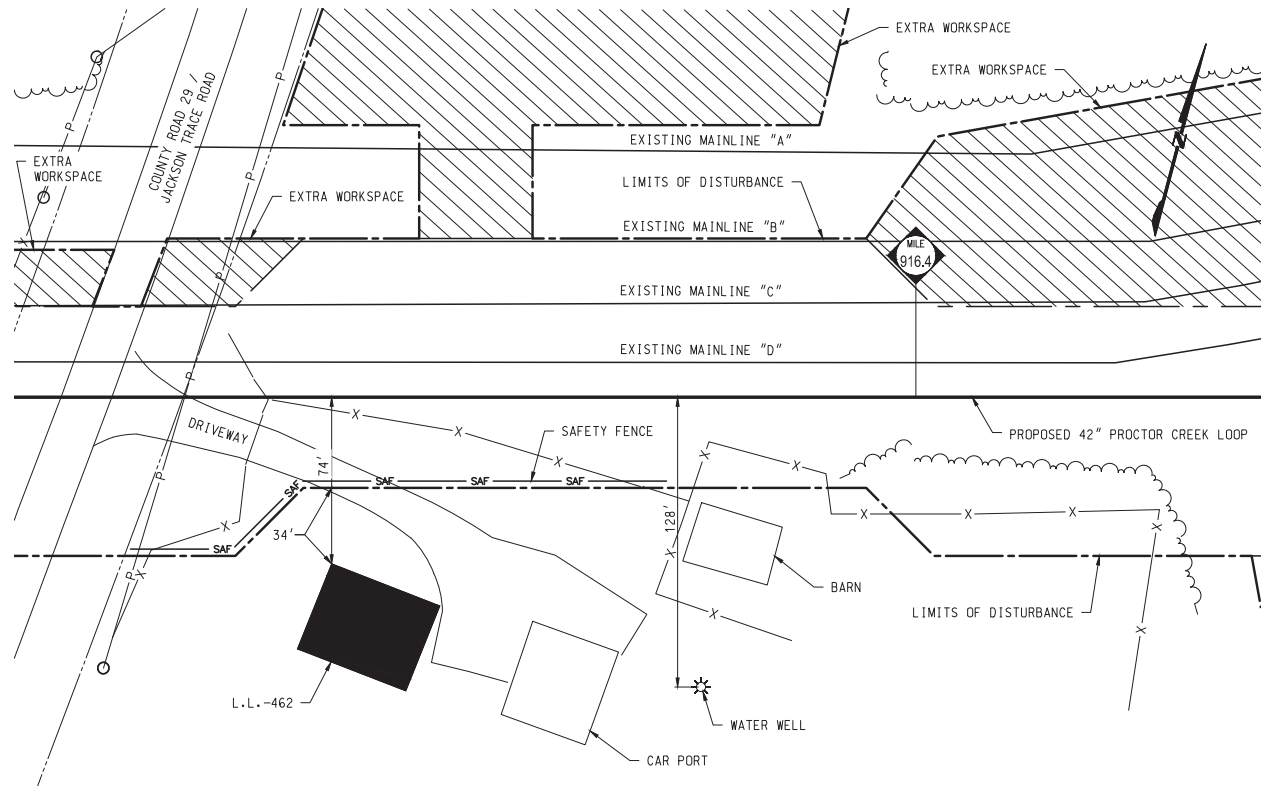 EXTRA WORKSPACE
EXTRA WORKSPACE
P
P
COUNTY ROAD 29 /
JACKSON TRACE ROAD
EXISTING MAINLINE "A"
N
EXTRA
WORKSPACE
P
P
X
EXTRA WORKSPACE
LIMITS OF DISTURBANCE
EXISTING MAINLINE "B"
MILE
916.4
P
P
EXISTING MAINLINE "C"
EXISTING MAINLINE "D"
P
X
X
DRIVEWAY
SAFETY FENCE
PROPOSED 42" PROCTOR CREEK LOOP
74'
X
X
X
P
SAF
SAF
SAF
SAF
128'
X
X
X
X
X
34'
SAF
X
P
X
BARN
X
LIMITS OF DISTURBANCE
X
L.L.-462
WATER WELL
CAR PORT